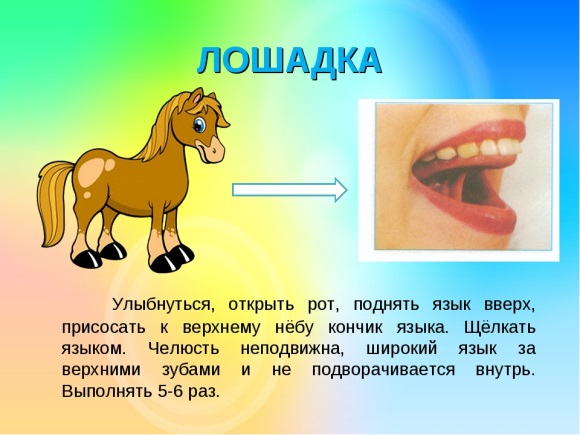 ЛОШАДКА
Улыбнуться, открыть рот, поднять язык вверх,
присосать к верхнему нёбу кончик языка. Щёлкать
языком. Челюсть неподвижна, широкий язык за
верхними зубами и не подворачивается внутрь.
Выполнять 5-6 раз.